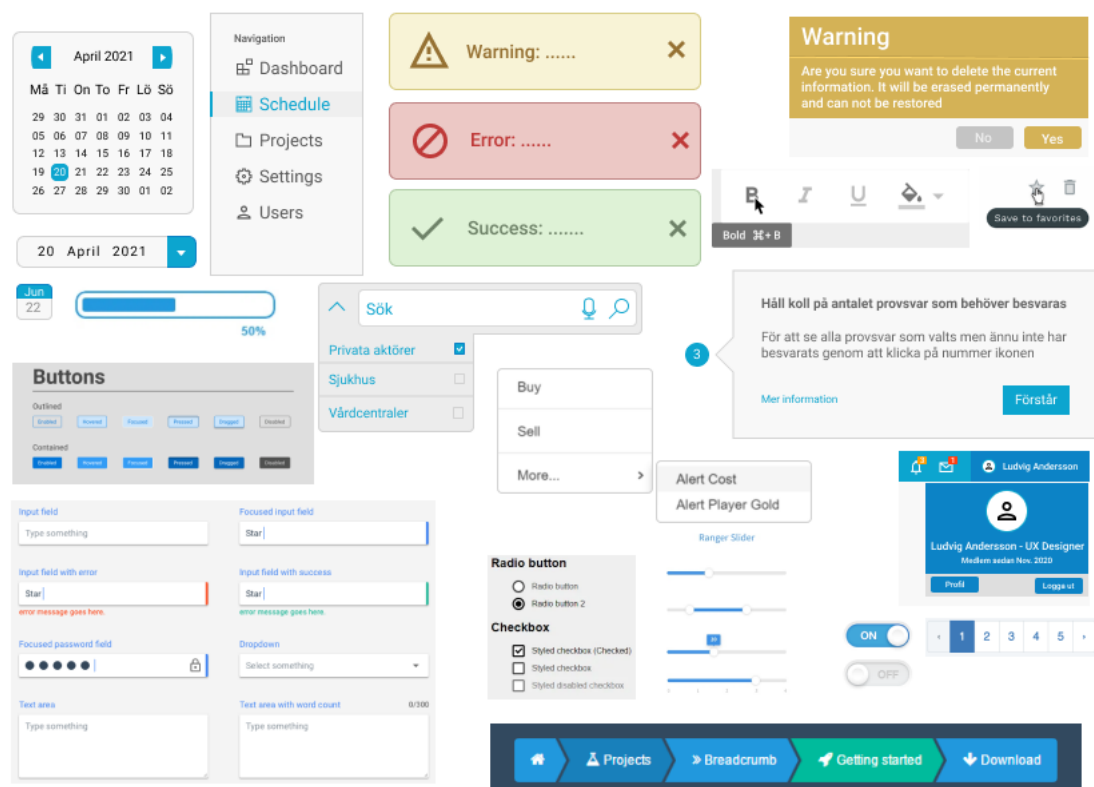 April 2021
Må Ti On To Fr Lö Sö
29 30 31 01 02 03 04
05 06 07 08 09 10 11
12 13 14 15 16 17 18
19 20 21 22 23 24 25
26 27 28 29 30 01 02
20 April 2021
Jun
22
50%
Navigation
Dashboard
Schedule
Projects
Settings
Users
Warning: ......
Error: ......
Success: .......
Warning
Are you sure you want to delete the current
information. It will be erased permanently
and can not be restored
No Yes
B I U
Bold ⌘+ B
Save to favorites
Sök
Privata aktörer
Sjukhus
Vårdcentraler
3
Håll koll på antalet provsvar som behöver besvaras
För att se alla provsvar som valts men ännu inte har
besvarats genom att klicka på nummer ikonen
Mer information
Förstår
Buttons
Outlined
Enabled Hovered Focused Pressed Dragged Disabled
Contained
Enabled Hovered Focused Pressed Dragged Disabled
Buy
Sell
More...
Alert Cost
Alert Player Gold
Ranger Slider
Ludvig Andersson
Ludvig Andersson - UX Designer
Medlem sedan Nov. 2020
Profil Logga ut
Input field
Type something
Focused input field
Star
Input field with error
Star
error message goes here.
Input field with success
Star
error message goes here.
Focused password field
Dropdown
Select something
Text area
Type something
Text area with word count 0/300
Type something
Radio button
Radio button
Radio button 2
Checkbox
Styled checkbox (Checked)
Styled checkbox
Styled disabled checkbox
ON
OFF
‹ 1 2 3 4 5 ›
Projects
» Breadcrumb
Getting started
Download